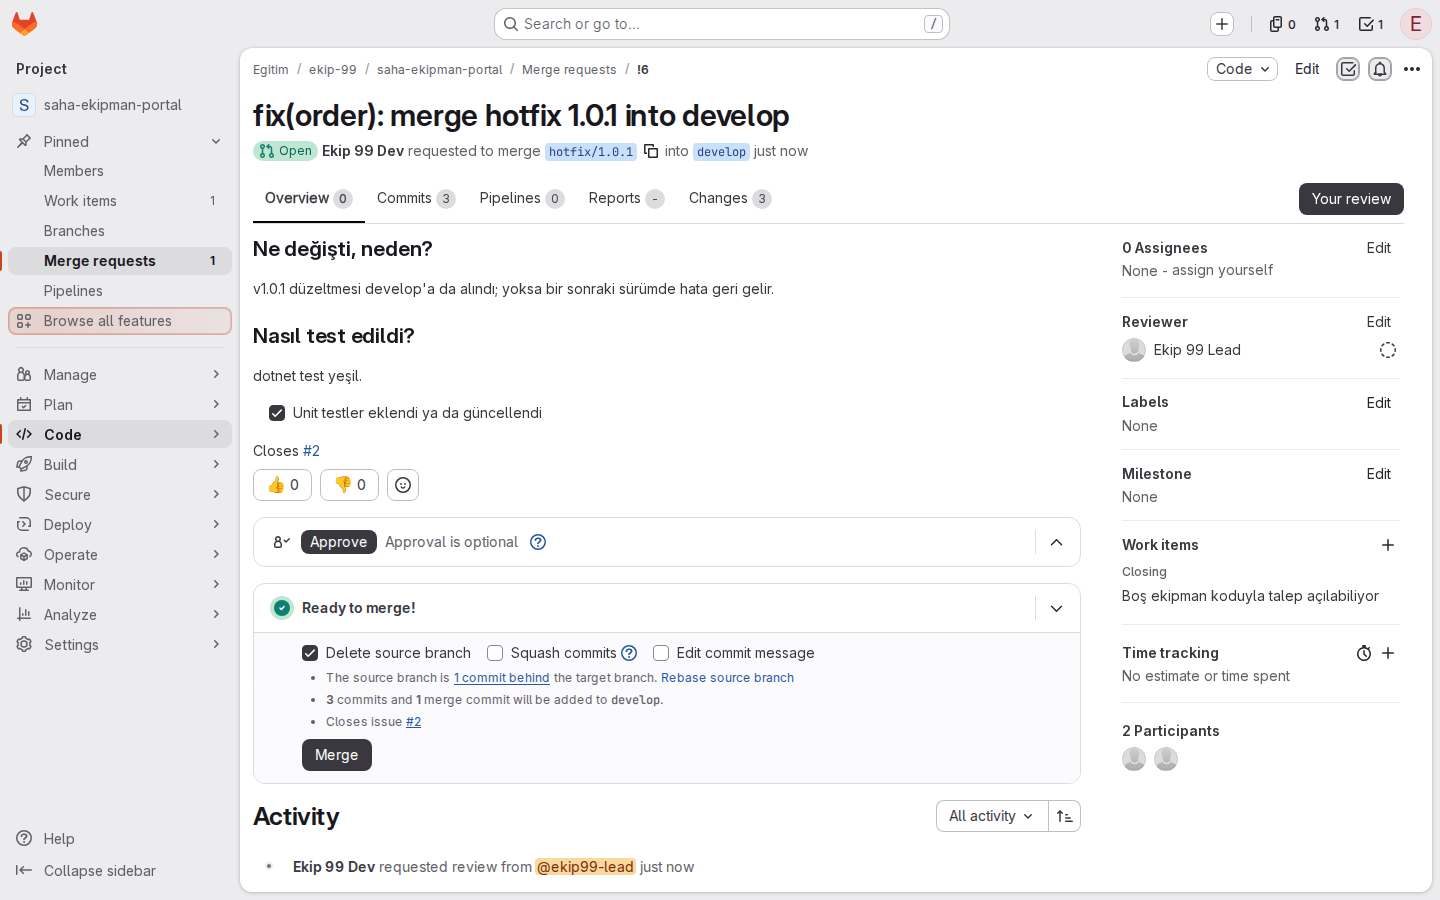 Search or go to...
/
0
1
1
E
Project
S
saha-ekipman-portal
Pinned
Members
Work items 1
Branches
Merge requests 1
Pipelines
Browse all features
Manage
Plan
Code
Build
Secure
Deploy
Operate
Monitor
Analyze
Settings
Help
Collapse sidebar
Egitim / ekip-99 / saha-ekipman-portal / Merge requests / !6
Code
Edit
fix(order): merge hotfix 1.0.1 into develop
Open Ekip 99 Dev requested to merge hotfix/1.0.1 into develop just now
Overview 0 Commits 3 Pipelines 0 Reports - Changes 3
Your review
Ne değişti, neden?
v1.0.1 düzeltmesi develop'a da alındı; yoksa bir sonraki sürümde hata geri gelir.
Nasıl test edildi?
dotnet test yeşil.
Unit testler eklendi ya da güncellendi
Closes #2
👍 0 👎 0
Approve Approval is optional
Ready to merge!
Delete source branch Squash commits Edit commit message
• The source branch is 1 commit behind the target branch. Rebase source branch
• 3 commits and 1 merge commit will be added to develop.
• Closes issue #2
Merge
Activity
All activity
Ekip 99 Dev requested review from @ekip99-lead just now
0 Assignees Edit
None - assign yourself
Reviewer Edit
Ekip 99 Lead
Labels Edit
None
Milestone Edit
None
Work items
Closing
Boş ekipman koduyla talep açılabiliyor
Time tracking
No estimate or time spent
2 Participants